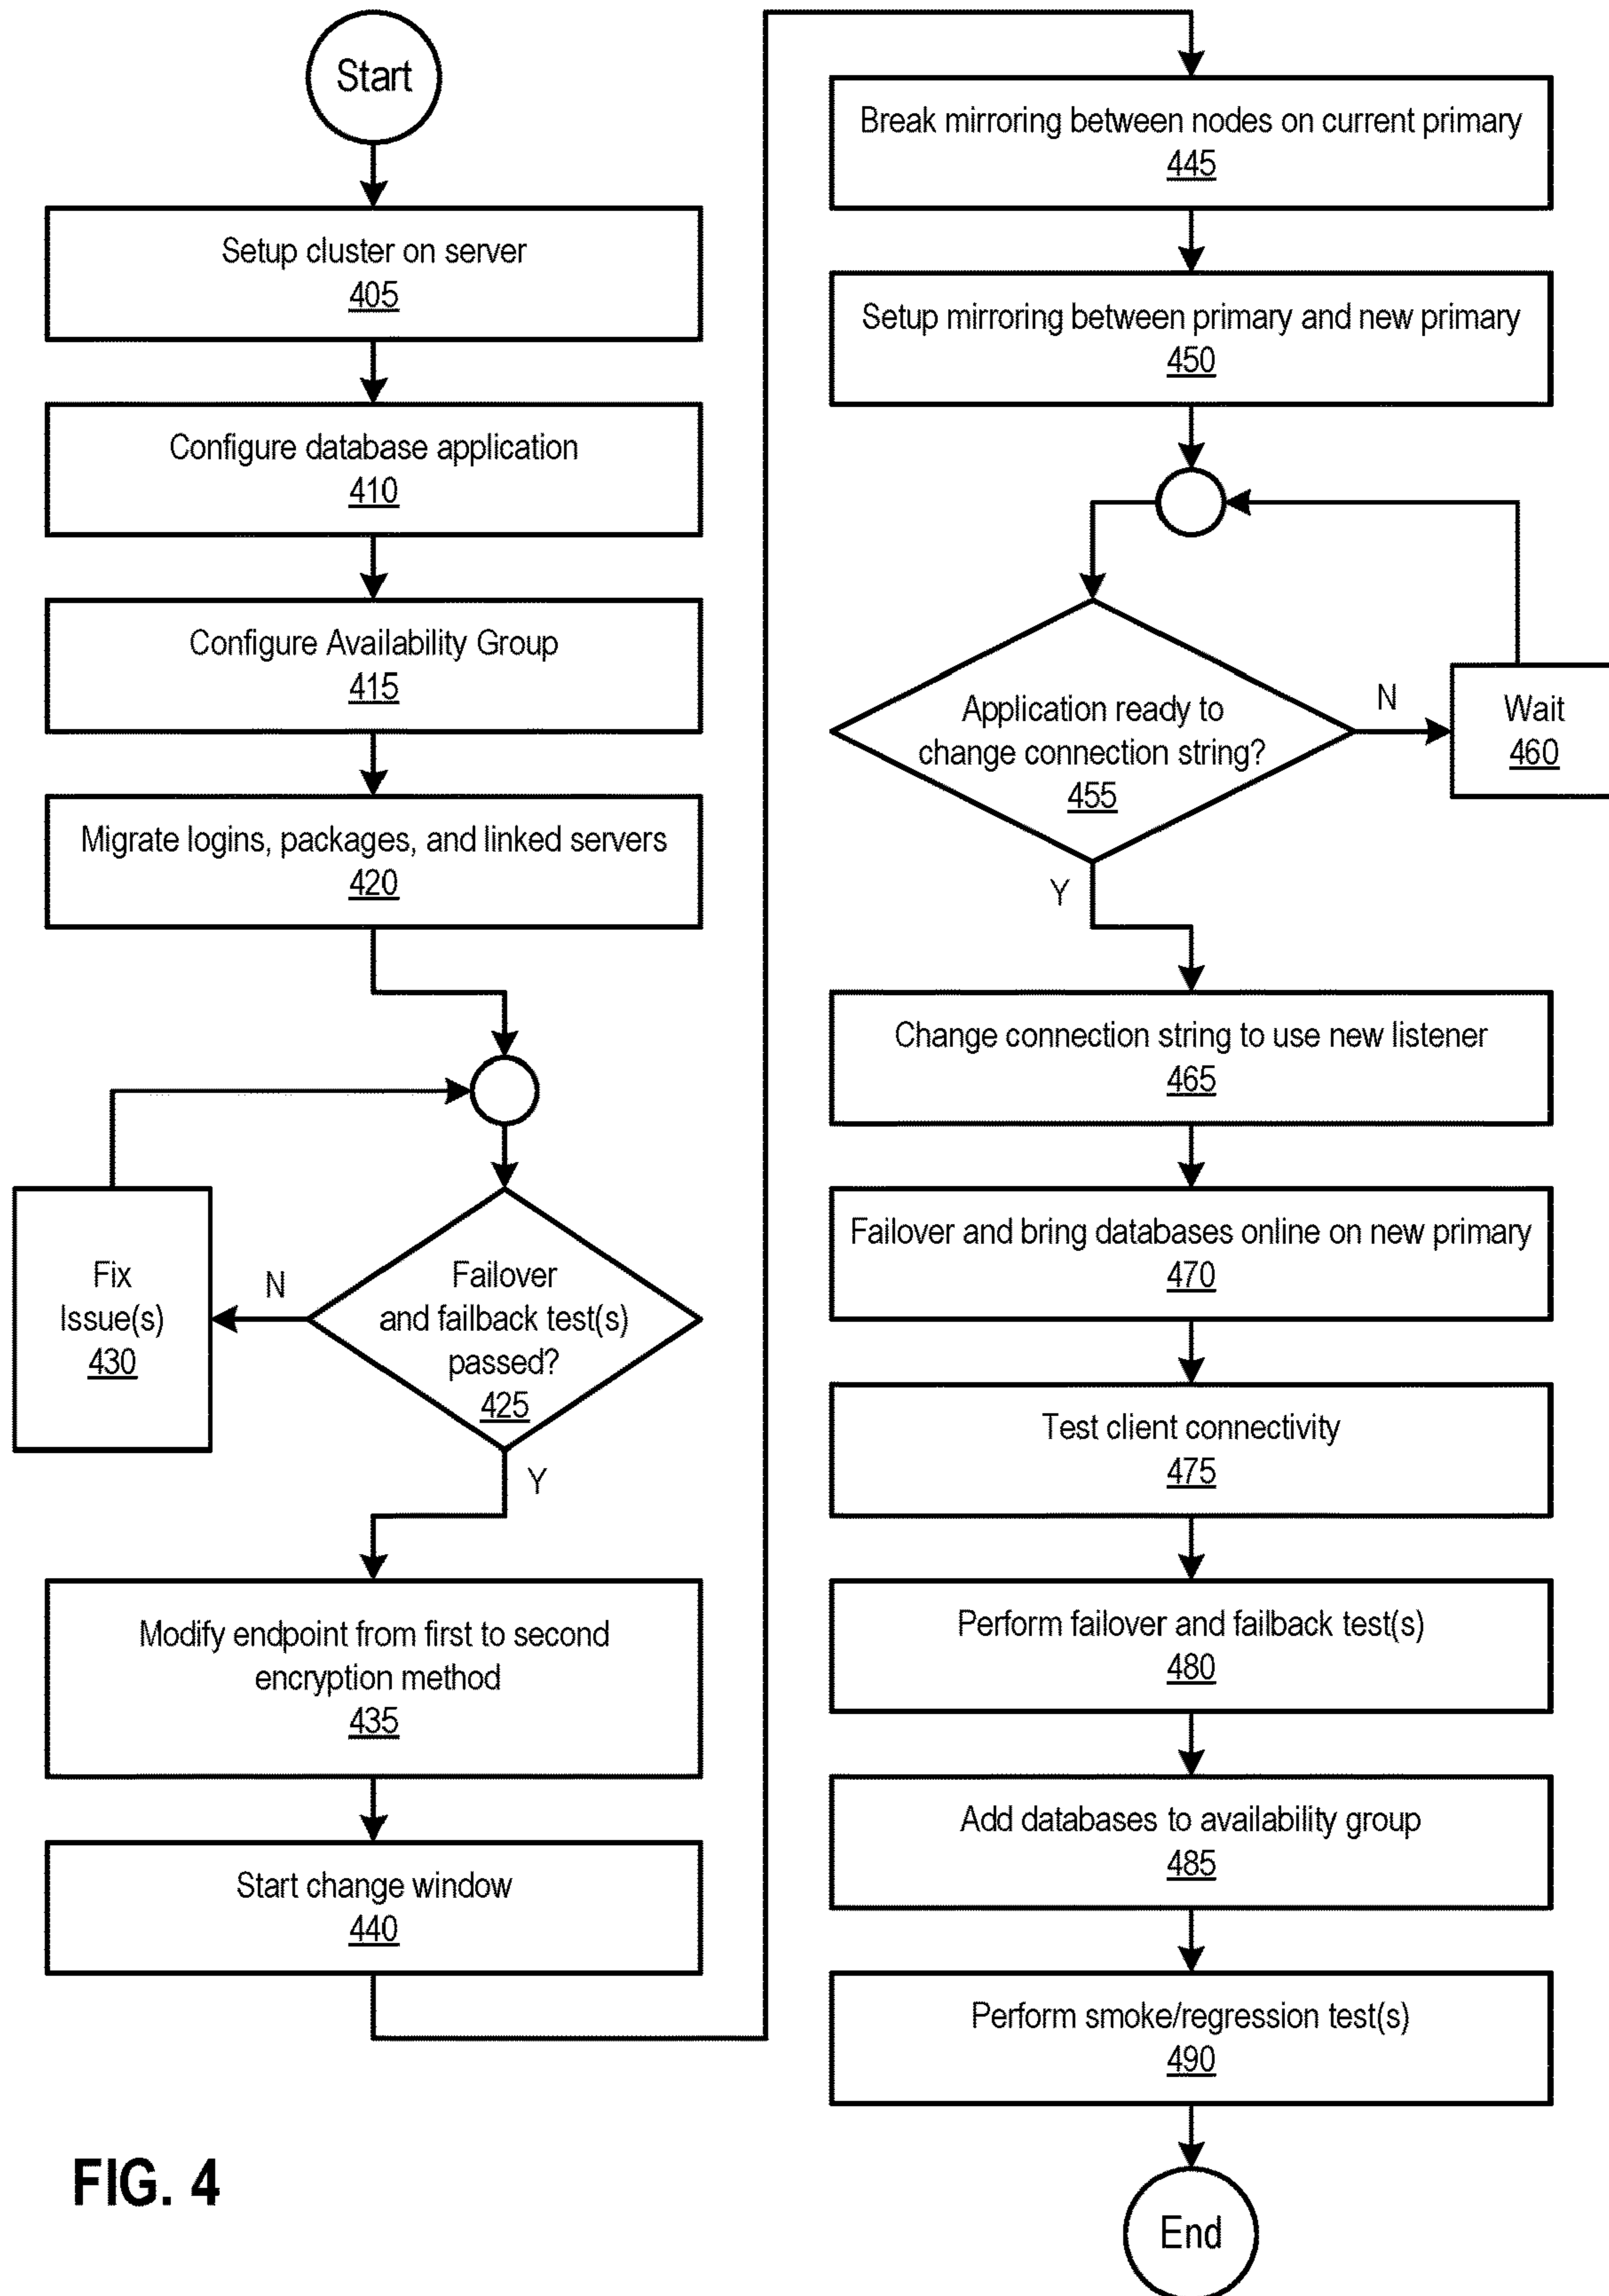 Start
Setup cluster on server
405
Configure database application
410
Configure Availability Group
415
Migrate logins, packages, and linked servers
420
Fix
Issue(s)
430
N
Failover
and failback test(s)
passed?
425
Y
Modify endpoint from first to second
encryption method
435
Start change window
440
Break mirroring between nodes on current primary
445
Setup mirroring between primary and new primary
450
Application ready to
change connection string?
455
N
Wait
460
Y
Change connection string to use new listener
465
Failover and bring databases online on new primary
470
Test client connectivity
475
Perform failover and failback test(s)
480
Add databases to availability group
485
Perform smoke/regression test(s)
490
End
FIG. 4